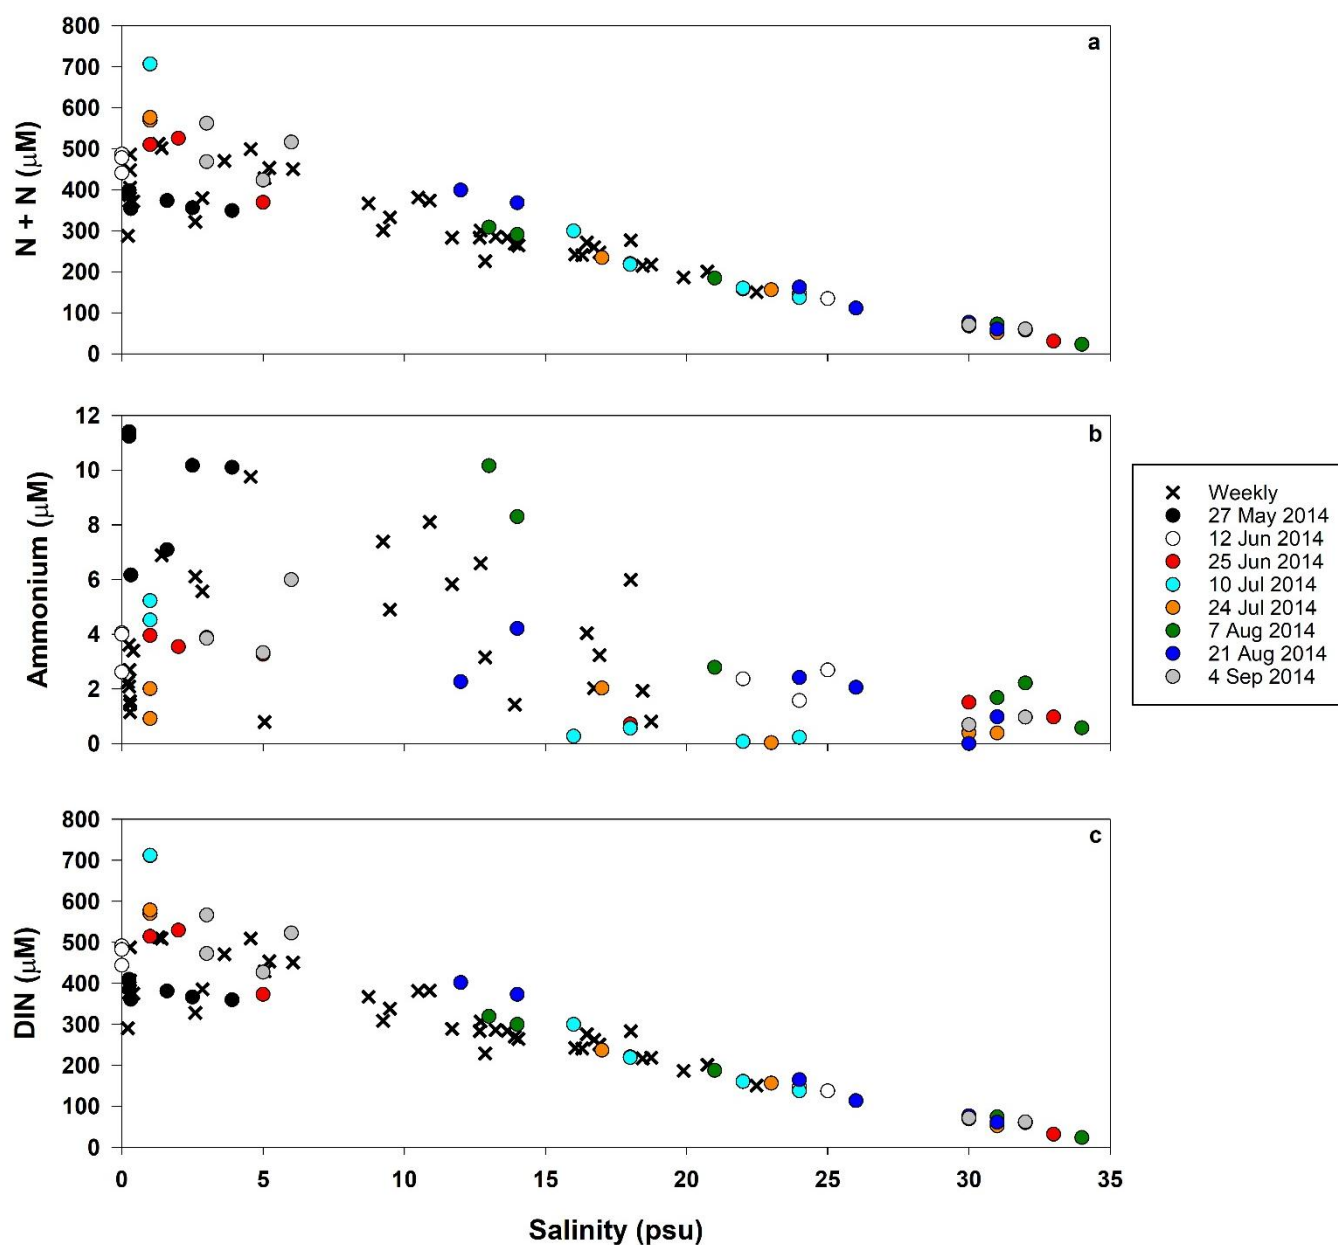 800
700
600
500
400
300
200
100
0
N + N (µM)
a
12
10
8
6
4
2
0
Ammonium (µM)
b
Weekly
27 May 2014
12 Jun 2014
25 Jun 2014
10 Jul 2014
24 Jul 2014
7 Aug 2014
21 Aug 2014
4 Sep 2014
800
700
600
500
400
300
200
100
0
DIN (µM)
c
0 5 10 15 20 25 30 35
Salinity (psu)